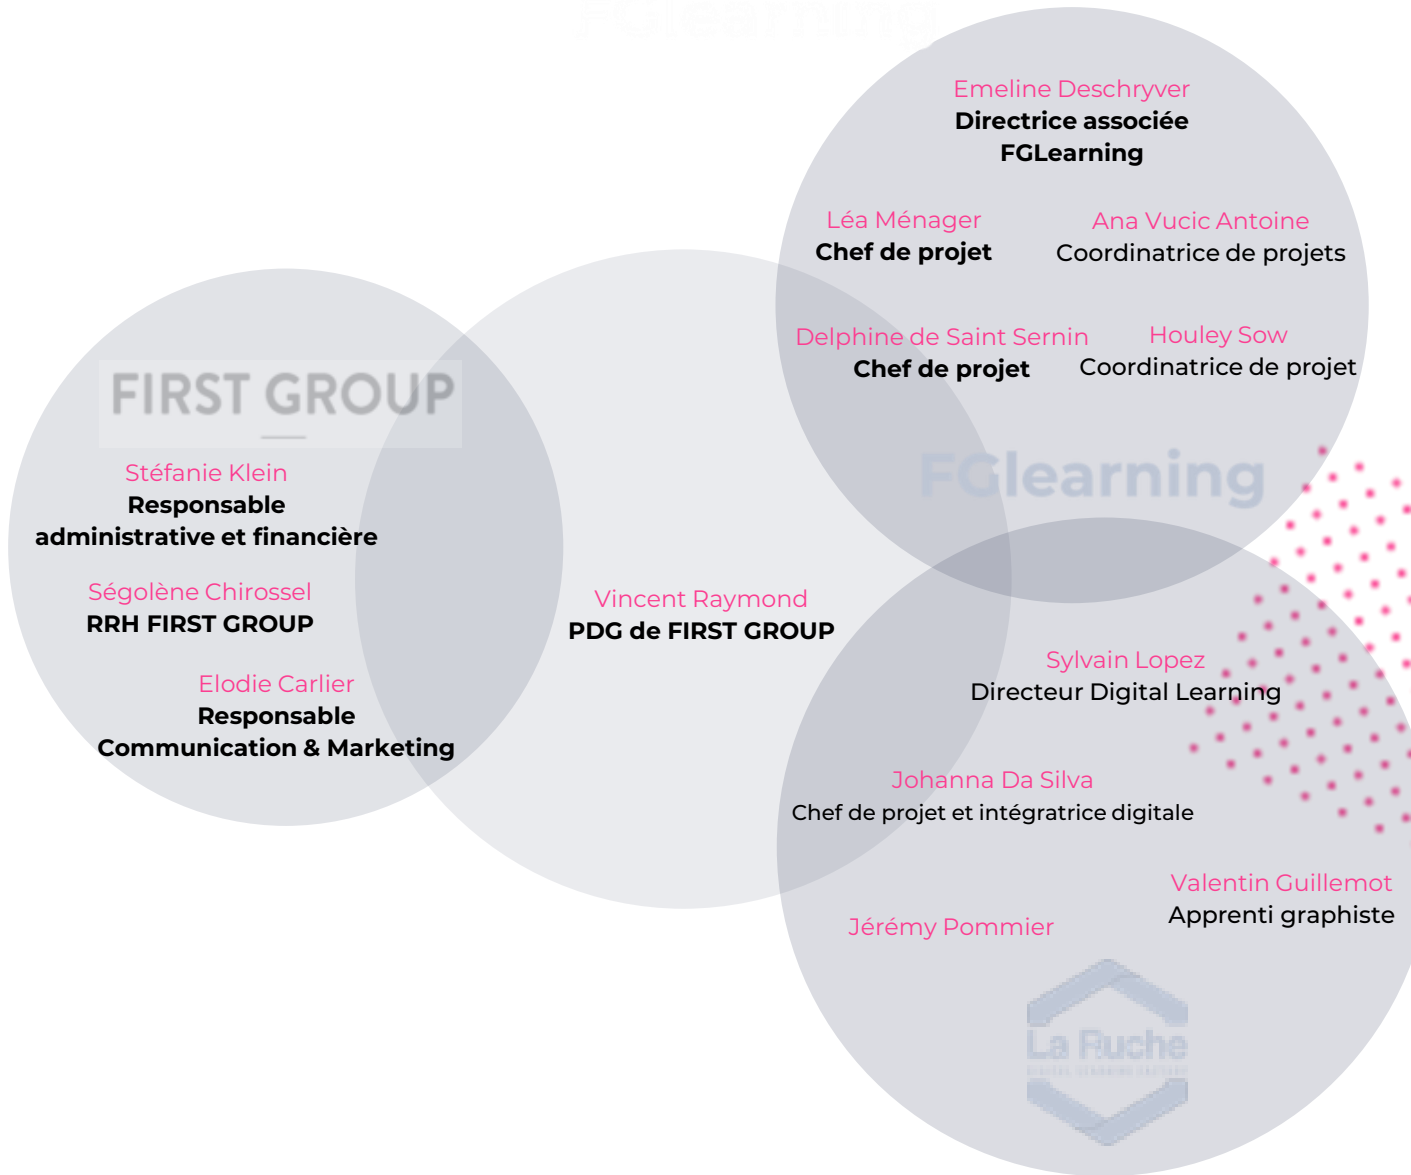 FGlearning
Emeline Deschryver
Directrice associée
FGLearning
Léa Ménager
Chef de projet
Ana Vucic Antoine
Coordinatrice de projets
Delphine de Saint Sernin
Chef de projet
Houley Sow
Coordinatrice de projet
FGlearning
FIRST GROUP
Stéfanie Klein
Responsable
administrative et financière
Ségolène Chirossel
RRH FIRST GROUP
Elodie Carlier
Responsable
Communication & Marketing
Vincent Raymond
PDG de FIRST GROUP
Sylvain Lopez
Directeur Digital Learning
Johanna Da Silva
Chef de projet et intégratrice digitale
Valentin Guillemot
Apprenti graphiste
Jérémy Pommier
La Ruche